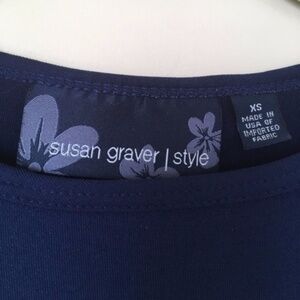 susan graver | style
XS
MADE IN
USA OF
IMPORTED
FABRIC